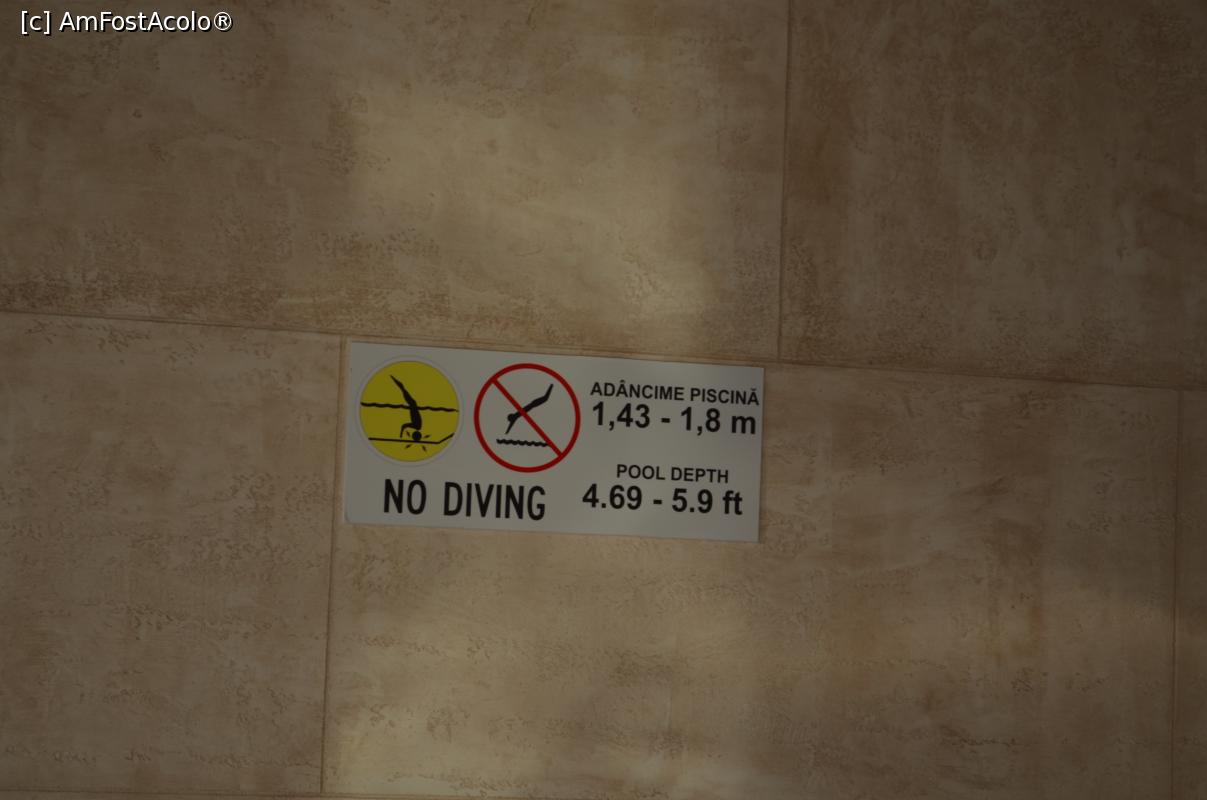 [c] AmFostAcolo®
ADÂNCIME PISCINĂ
1,43 - 1,8 m
POOL DEPTH
4.69 - 5.9 ft
NO DIVING